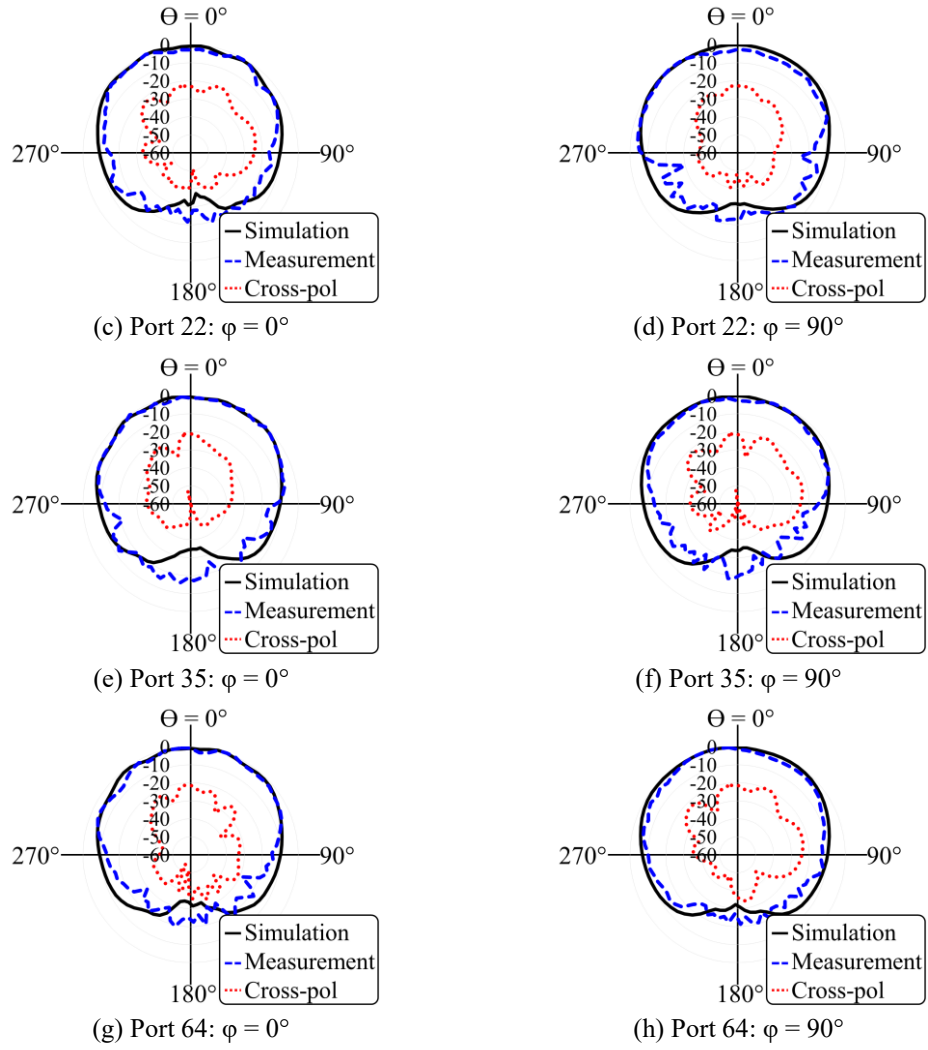 Ɵ = 0°
0
-10
-20
-30
-40
-50
-60
270°
90°
180°
Simulation
Measurement
Cross-pol
(c) Port 22: φ = 0°
Ɵ = 0°
0
-10
-20
-30
-40
-50
-60
270°
90°
180°
Simulation
Measurement
Cross-pol
(d) Port 22: φ = 90°
Ɵ = 0°
0
-10
-20
-30
-40
-50
-60
270°
90°
180°
Simulation
Measurement
Cross-pol
(e) Port 35: φ = 0°
Ɵ = 0°
0
-10
-20
-30
-40
-50
-60
270°
90°
180°
Simulation
Measurement
Cross-pol
(f) Port 35: φ = 90°
Ɵ = 0°
0
-10
-20
-30
-40
-50
-60
270°
90°
180°
Simulation
Measurement
Cross-pol
(g) Port 64: φ = 0°
Ɵ = 0°
0
-10
-20
-30
-40
-50
-60
270°
90°
180°
Simulation
Measurement
Cross-pol
(h) Port 64: φ = 90°